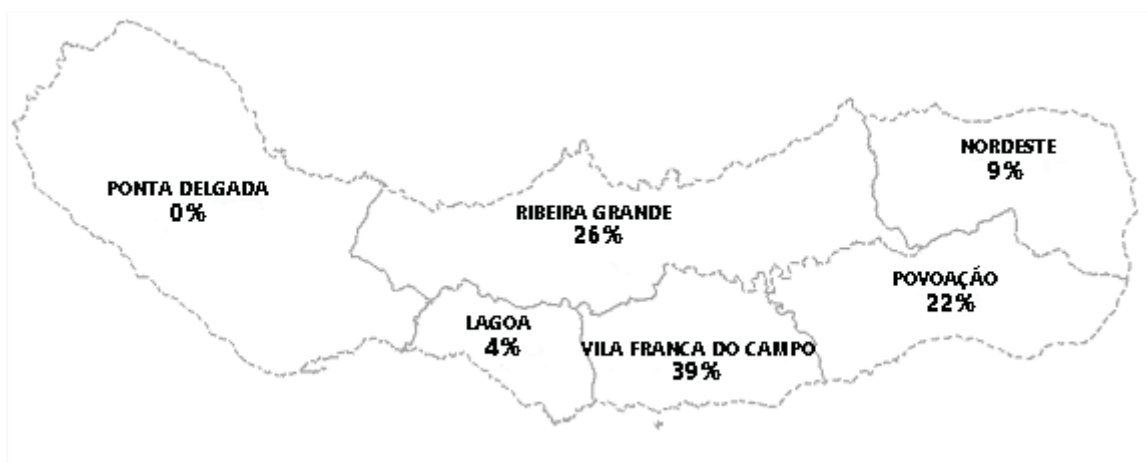 PONTA DELGADA
0%
RIBEIRA GRANDE
26%
NORDESTE
9%
LAGOA
4%
VILA FRANCA DO CAMPO
39%
POVOAÇÃO
22%